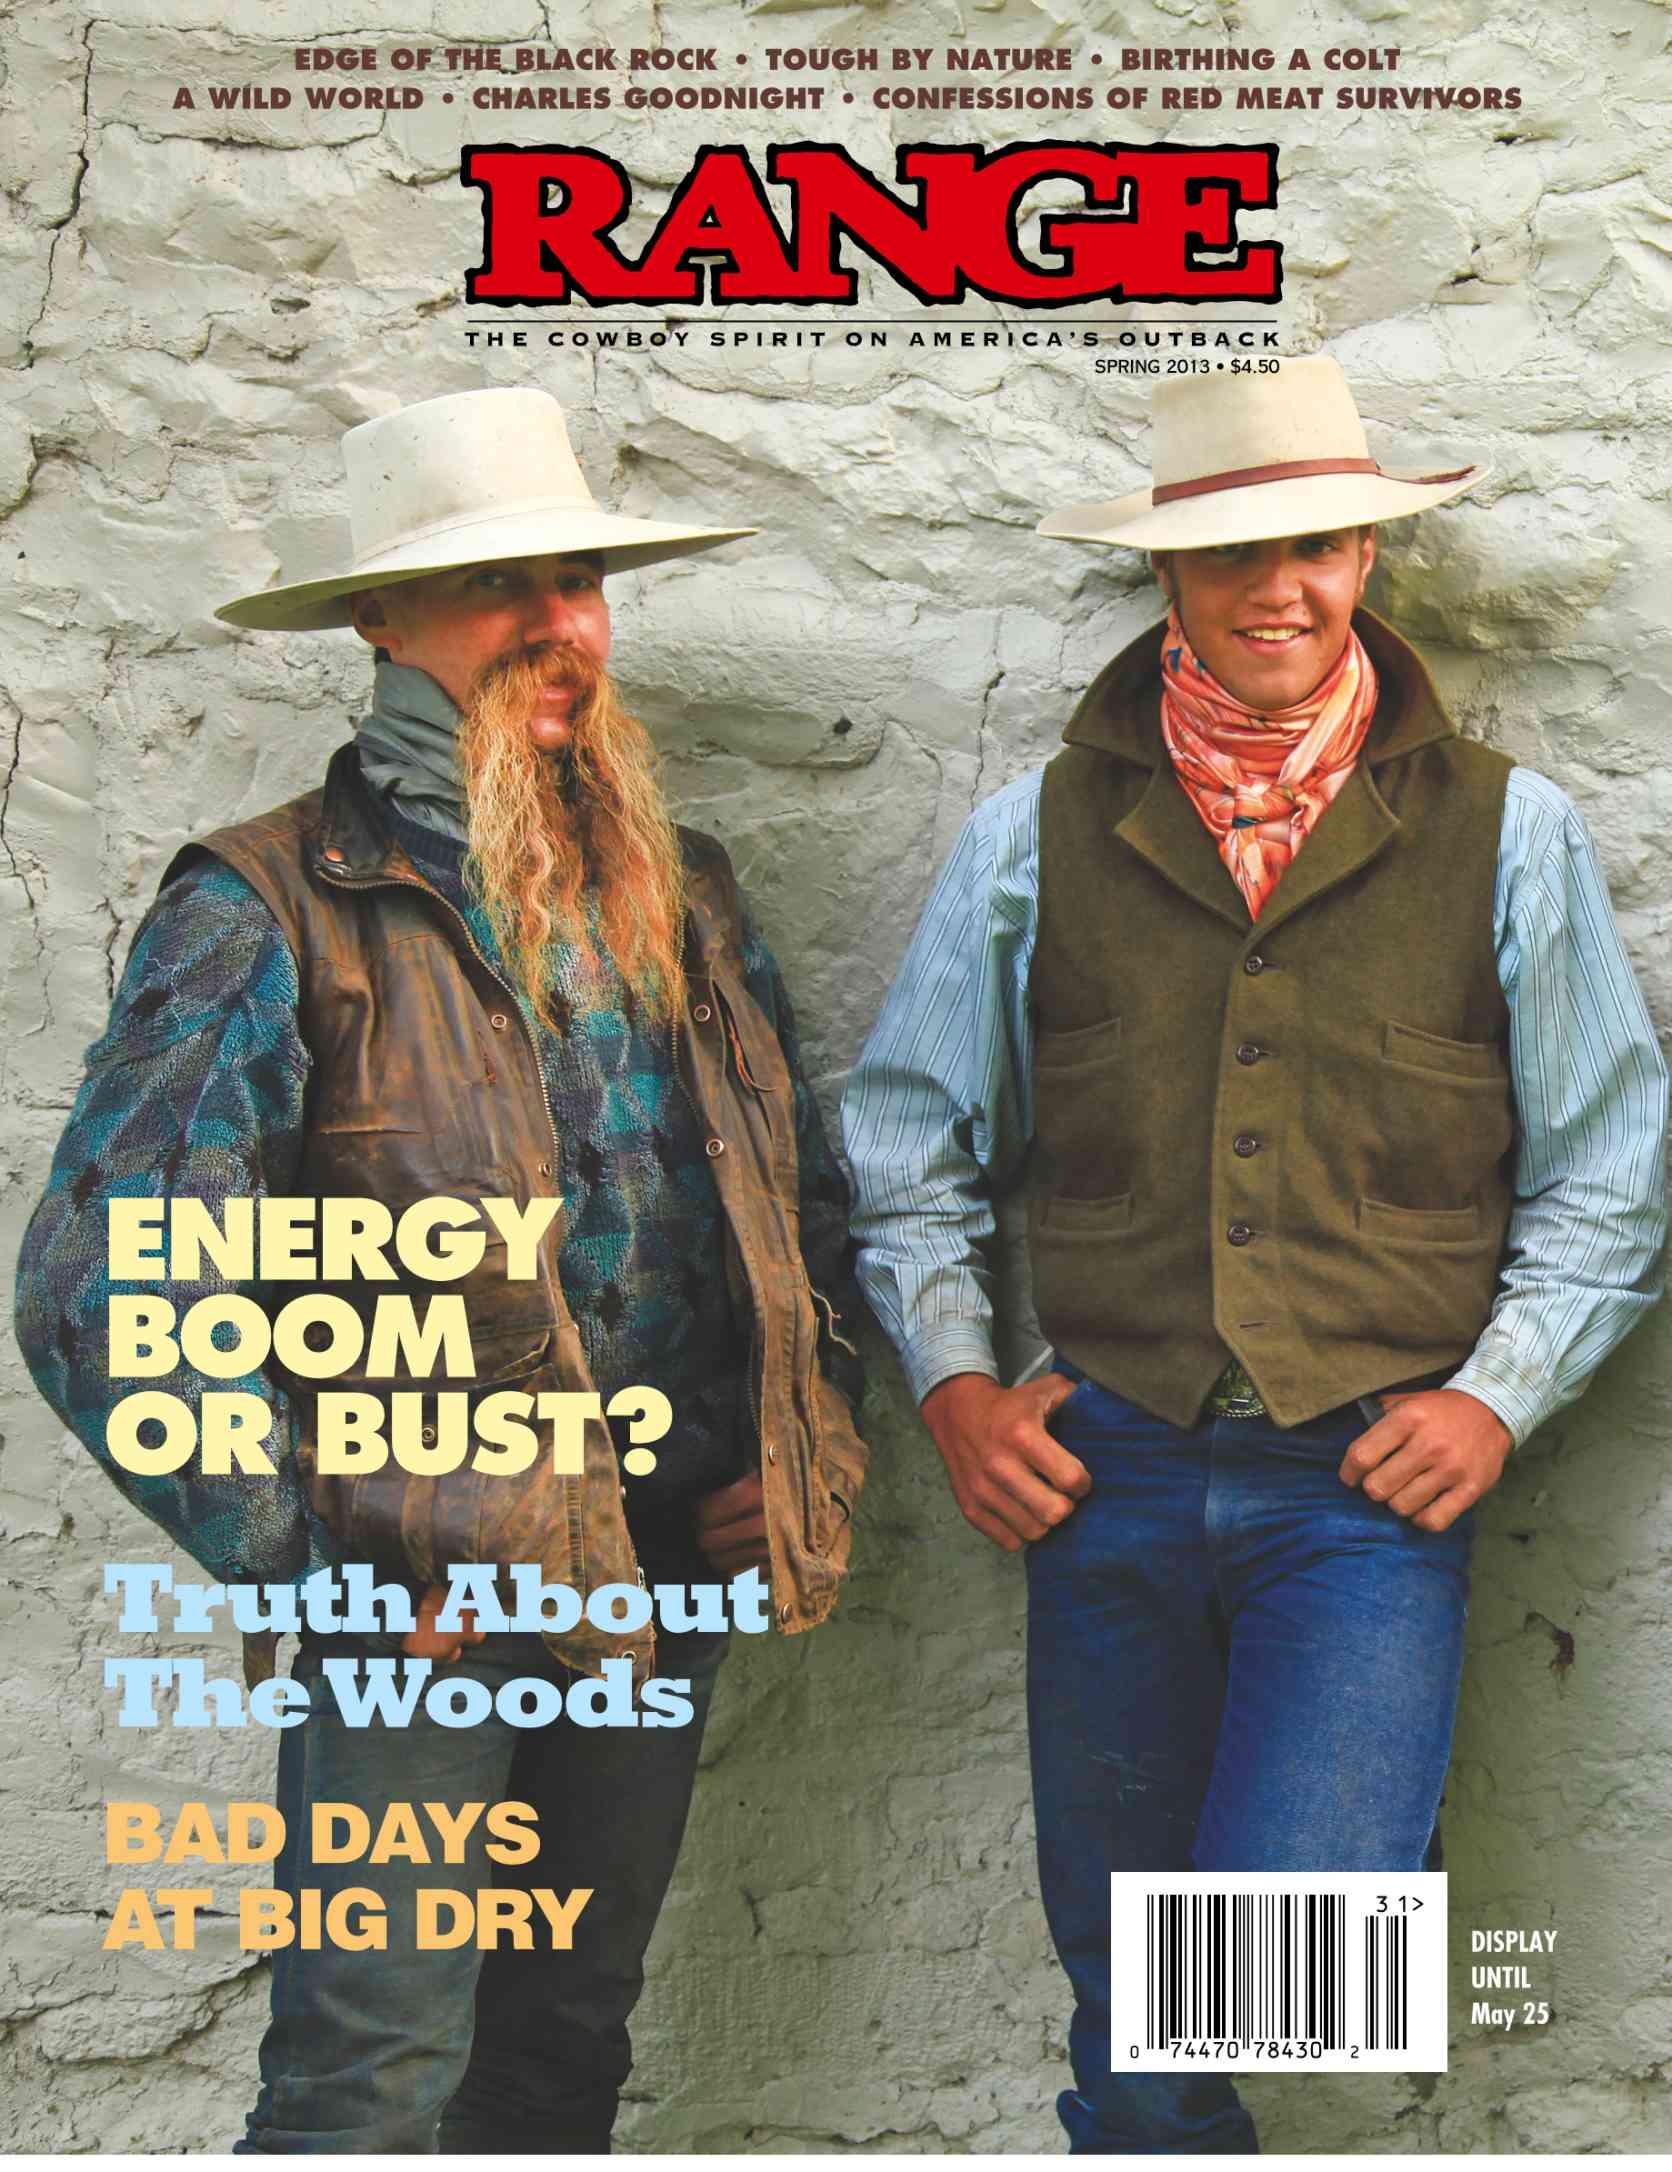 EDGE OF THE BLACK ROCK • TOUGH BY NATURE • BIRTHING A COLT
A WILD WORLD • CHARLES GOODNIGHT • CONFESSIONS OF RED MEAT SURVIVORS
RANGE
THE COWBOY SPIRIT ON AMERICA'S OUTBACK
SPRING 2013 • $4.50
ENERGY
BOOM
OR BUST?
Truth About
The Woods
BAD DAYS
AT BIG DRY
31>
DISPLAY
UNTIL
May 25
0 74470 78430 2